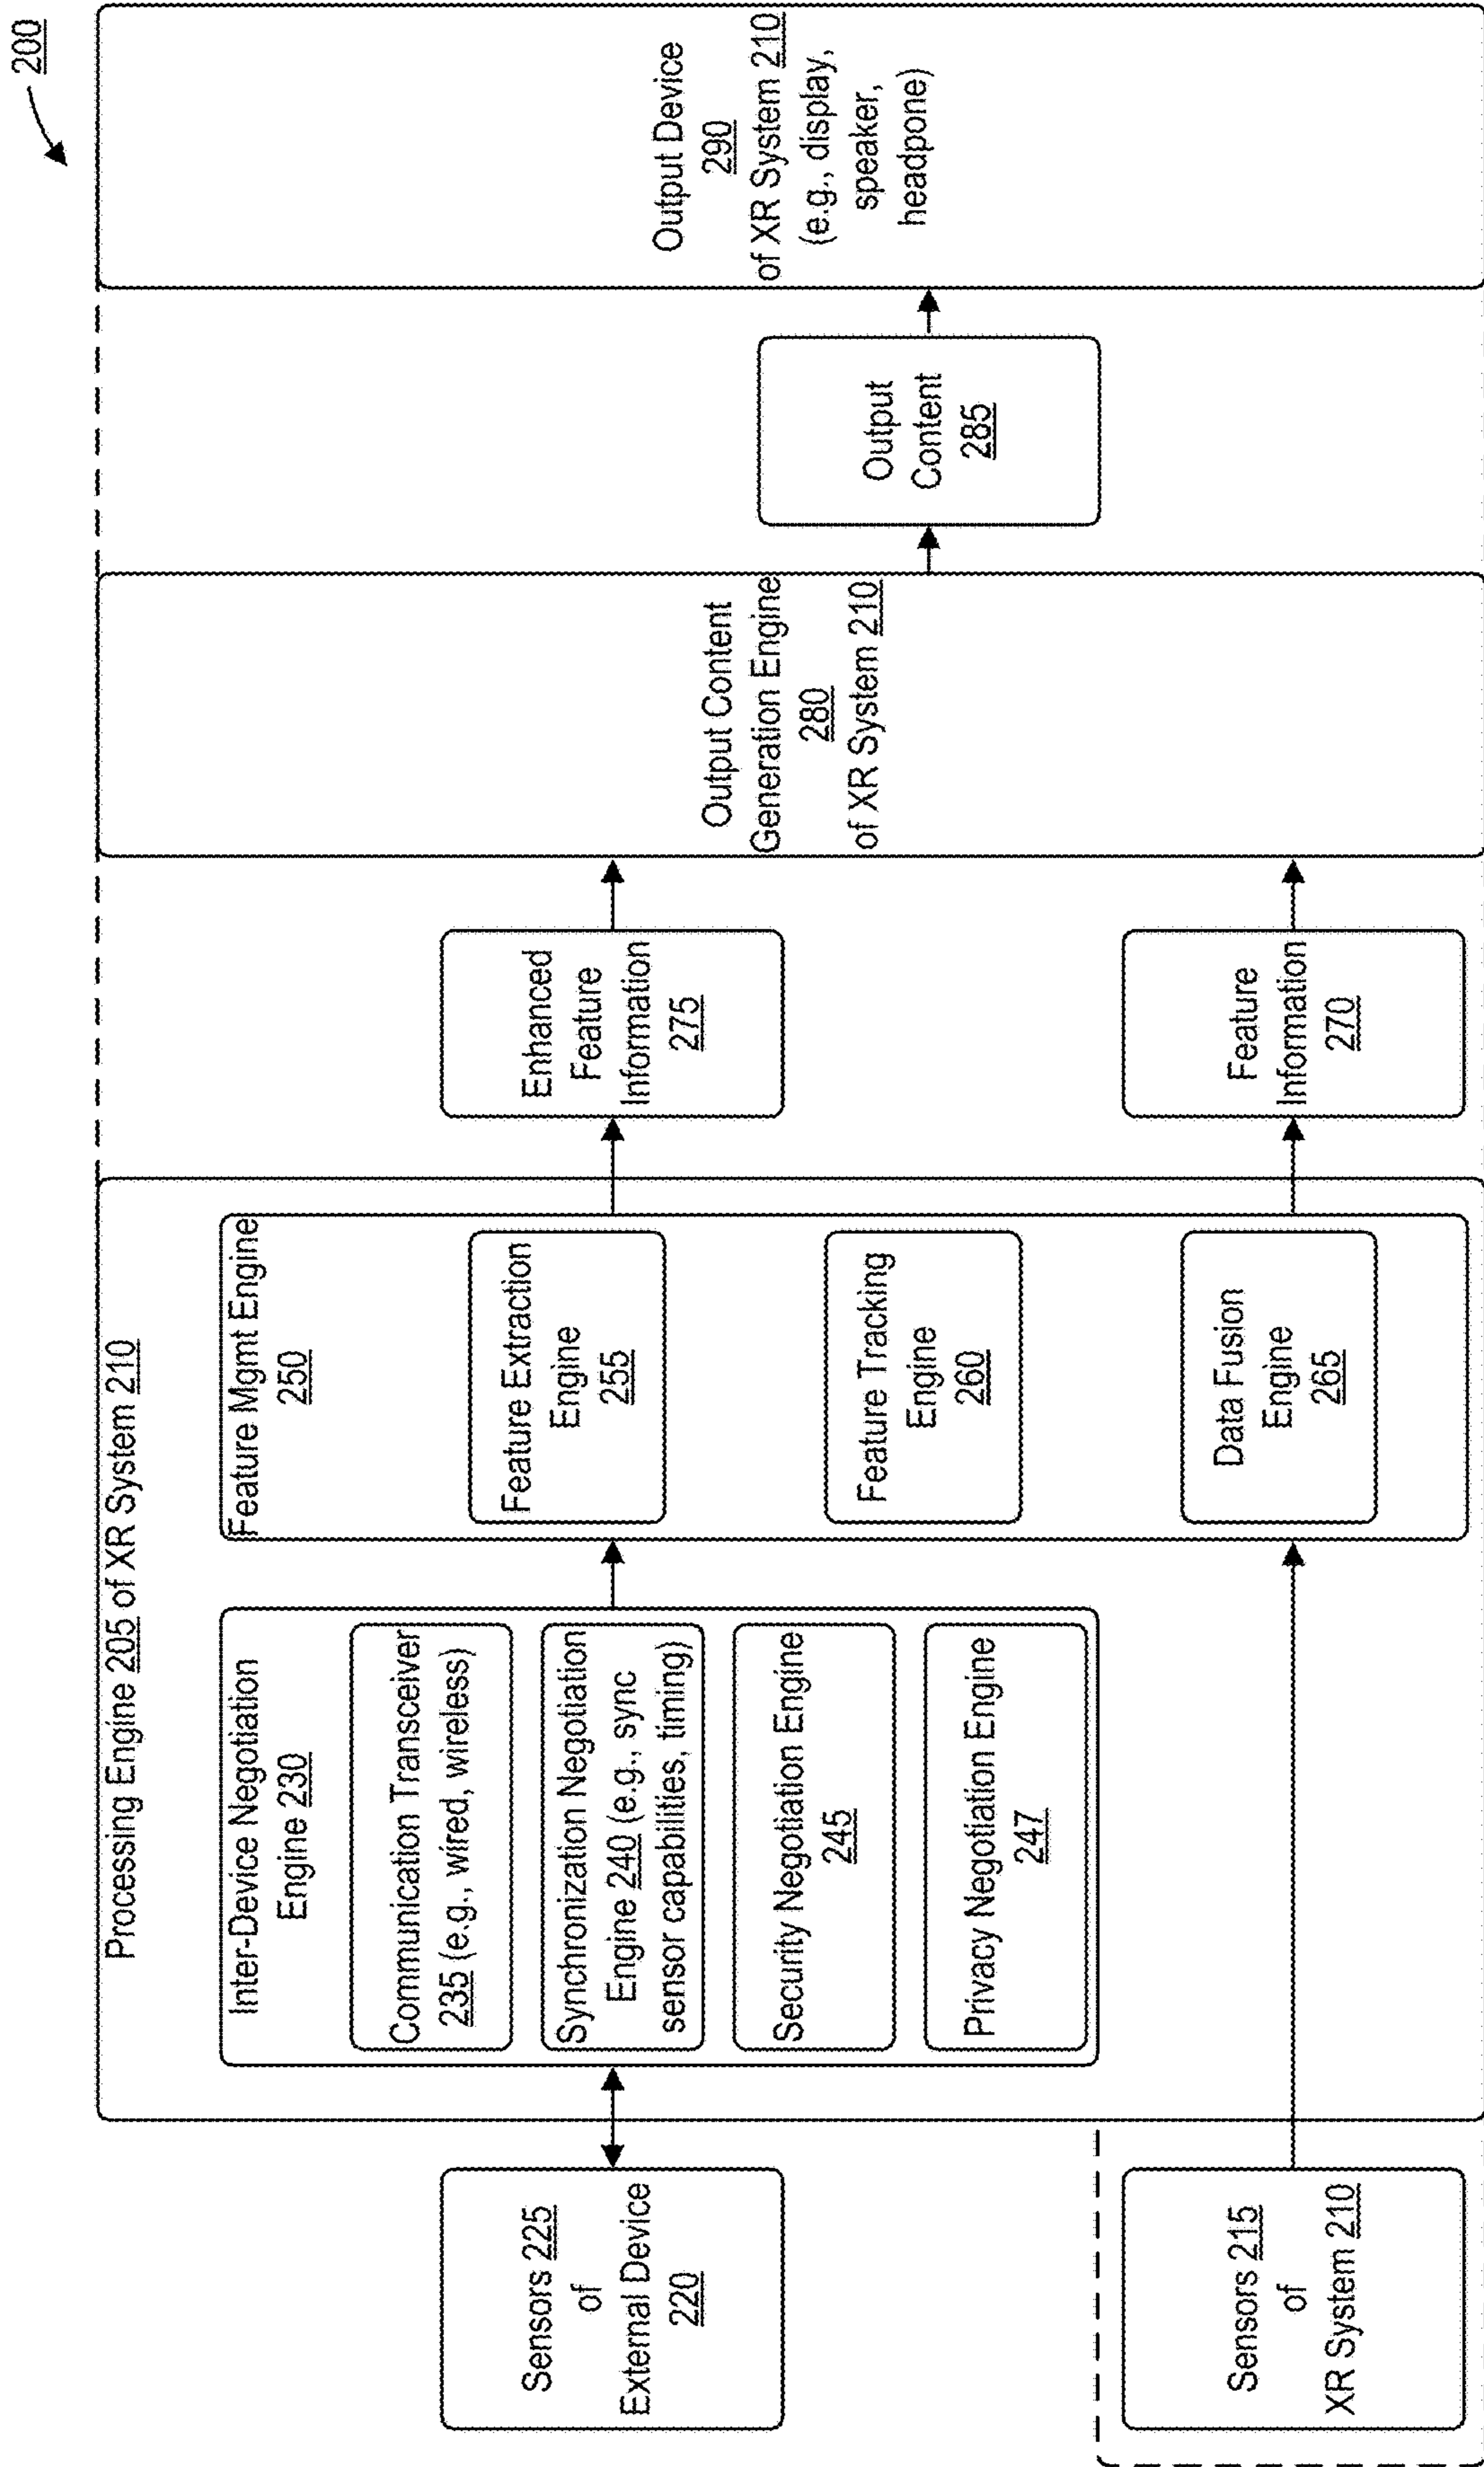 200
Processing Engine 205 of XR System 210
Sensors 225
of
External Device
220
Sensors 215
of
XR System 210
Inter-Device Negotiation
Engine 230
Communication Transceiver
235 (e.g., wired, wireless)
Synchronization Negotiation
Engine 240 (e.g., sync
sensor capabilities, timing)
Security Negotiation Engine
245
Privacy Negotiation Engine
247
Feature Mgmt Engine
250
Feature Extraction
Engine
255
Feature Tracking
Engine
260
Data Fusion
Engine
265
Enhanced
Feature
Information
275
Feature
Information
270
Output Content
Generation Engine
280
of XR System 210
Output
Content
285
Output Device
290
of XR System 210
(e.g., display,
speaker,
headpone)